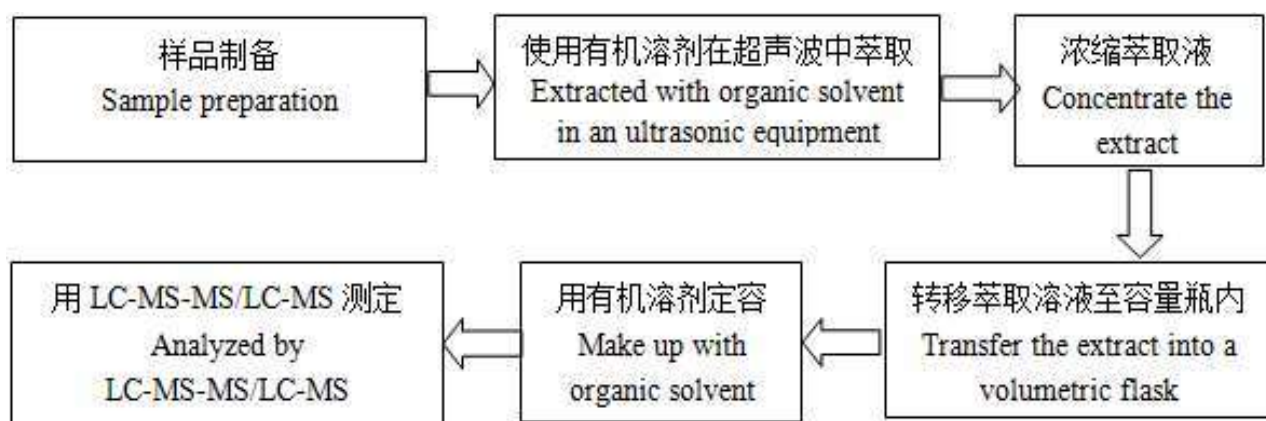 样品制备
Sample preparation
使用有机溶剂在超声波中萃取
Extracted with organic solvent
in an ultrasonic equipment
浓缩萃取液
Concentrate the
extract
转移萃取溶液至容量瓶内
Transfer the extract into a
volumetric flask
用有机溶剂定容
Make up with
organic solvent
用 LC-MS-MS/LC-MS 测定
Analyzed by
LC-MS-MS/LC-MS